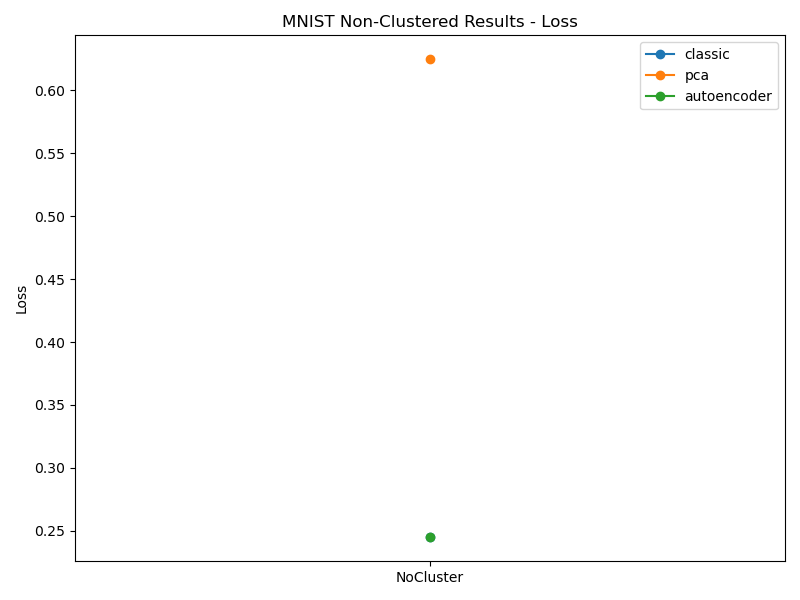 MNIST Non-Clustered Results - Loss
classic
pca
autoencoder
0.60
0.55
0.50
0.45
0.40
0.35
0.30
0.25
Loss
NoCluster